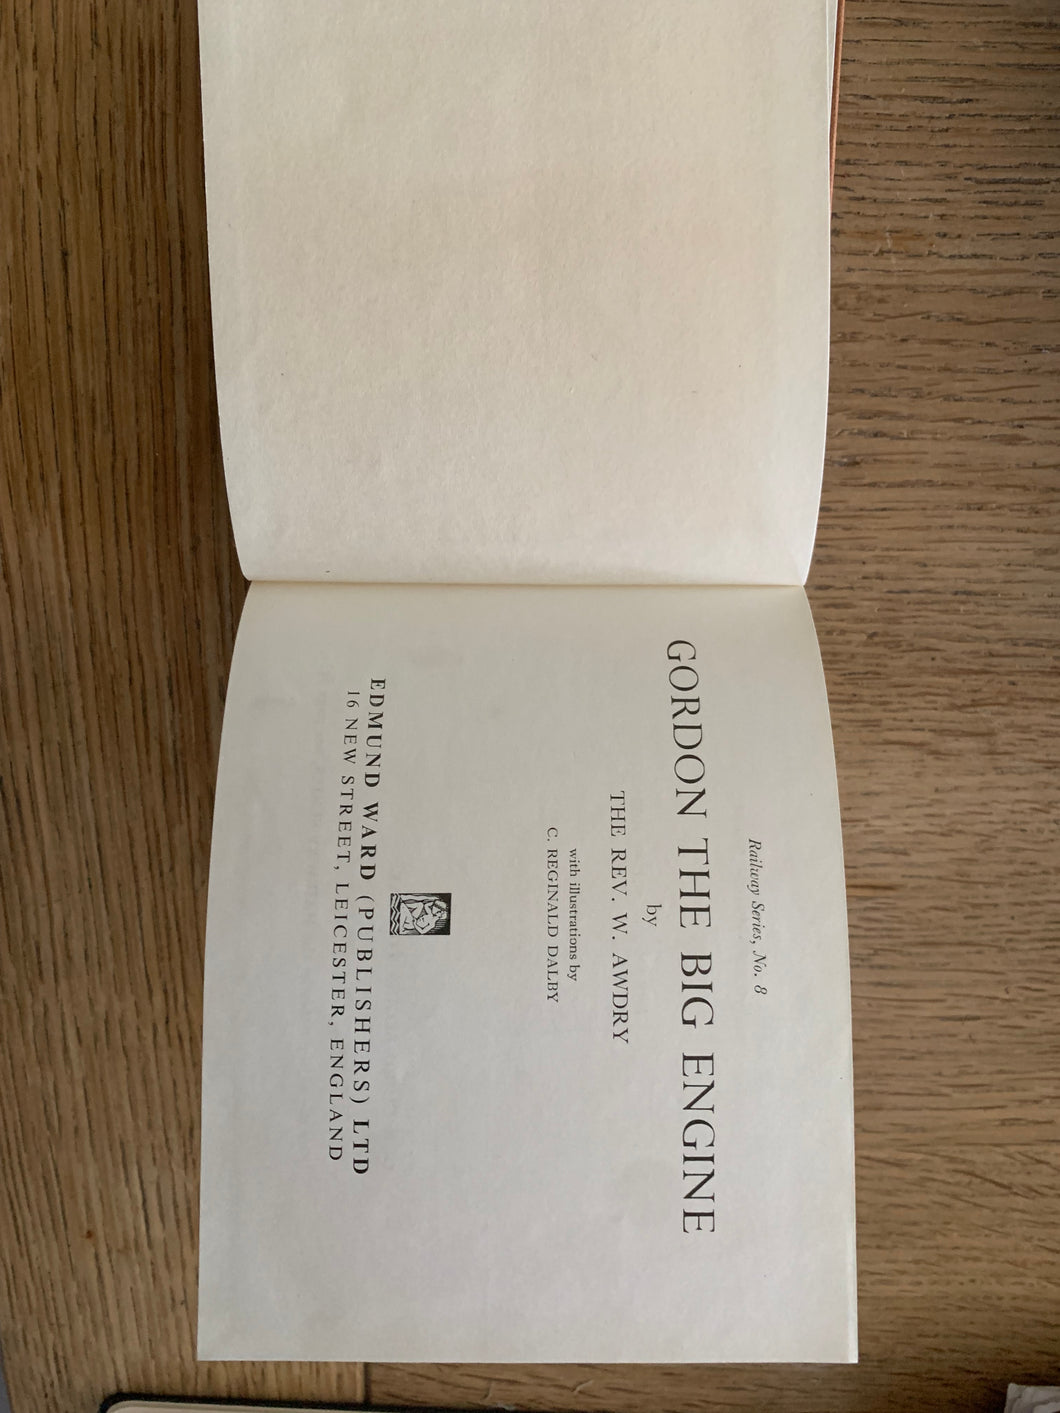 Railway Series, No. 8
GORDON THE BIG ENGINE
by
THE REV. W. AWDRY
with illustrations by
C. REGINALD DALBY
EDMUND WARD (PUBLISHERS) LTD
16 NEW STREET, LEICESTER, ENGLAND